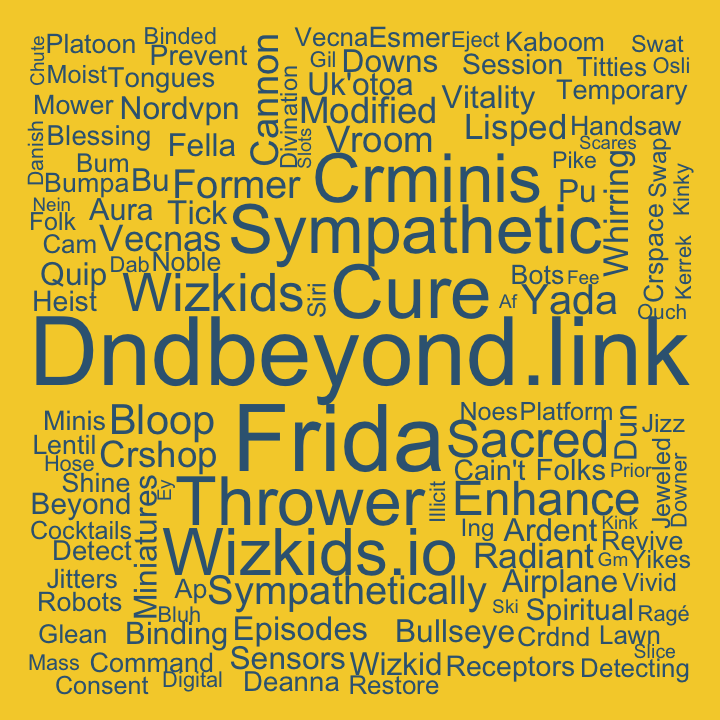 Chute
Platoon
Binded
Prevent
Cannon
Vecna
Esmer
Eject
Kaboom
Swat
Moist
Tongues
Divination
Gil
Downs
Session
Titties
Osli
Mower
Nordvpn
Slots
Uk'otoa
Modified
Vitality
Temporary
Danish
Blessing
Fella
Vroom
Lisped
Handsaw
Scares
Bum
Bumpa
Bu
Former
Crminis
Pike
Pu
Whirring
Swap
Kinky
Nein
Folk
Aura
Tick
Sympathetic
Crspace
Cam
Vecnas
Quip
Dab
Noble
Cure
Bots
Fee
Kerrek
Heist
Wizkids
Siri
Af
Yada
Ouch
Dndbeyond.link
Minis
Bloop
Frida
Noes
Platform
Dun
Jizz
Lentil
Crshop
Sacred
Hose
Cain't
Folks
Prior
Jeweled
Downer
Shine
Ey
Thrower
Illicit
Enhance
Beyond
Miniatures
Cocktails
Wizkids.io
Ing
Ardent
Kink
Revive
Detect
Radiant
Gm
Yikes
Jitters
Ap
Sympathetically
Airplane
Vivid
Robots
Bluh
Ski
Spiritual
Ragé
Glean
Binding
Episodes
Bullseye
Crdnd
Lawn
Slice
Mass
Command
Sensors
Wizkid
Receptors
Detecting
Consent
Digital
Deanna
Restore